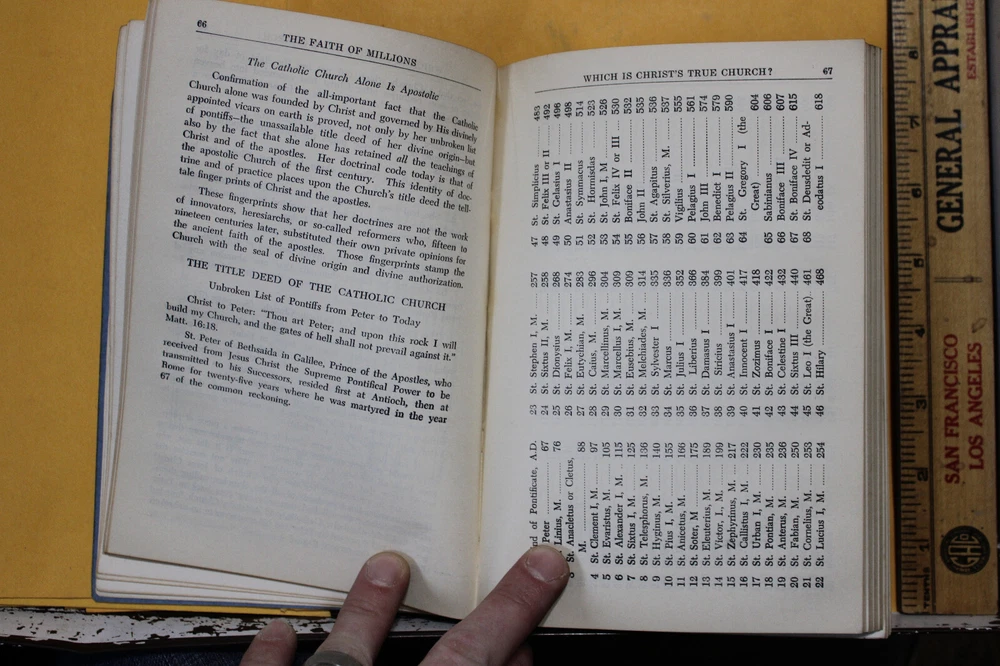 66
THE FAITH OF MILLIONS
The Catholic Church Alone Is Apostolic
Confirmation of the all-important fact that the Catholic
Church alone was founded by Christ and governed by His divinely
appointed vicars on earth is proved, not only by her unbroken list
of pontiffs—the unassailable title deed of her divine origin—but
also by the fact that she alone has retained all the teachings of
Christ and of the apostles. Her doctrinal code today is that of
the apostolic Church of the first century. This identity of doc-
trine and of practice places upon the Church's title deed the tell-
tale finger prints of Christ and the apostles.
These fingerprints show that her doctrines are not the work
of innovators, heresiarchs, or so-called reformers who, fifteen to
nineteen centuries later, substituted their own private opinions for
the ancient faith of the apostles. Those fingerprints stamp the
Church with the seal of divine origin and divine authorization.
THE TITLE DEED OF THE CATHOLIC CHURCH
Unbroken List of Pontiffs from Peter to Today
Christ to Peter: "Thou art Peter; and upon this rock I will
build my Church, and the gates of hell shall not prevail against it."
Matt. 16:18.
St. Peter of Bethsaida in Galilee, Prince of the Apostles, who
received from Jesus Christ the Supreme Pontifical Power to be
transmitted to his Successors, resided first at Antioch, then at
Rome for twenty-five years where he was martyred in the year
67 of the common reckoning.
WHICH IS CHRIST'S TRUE CHURCH?
67
of Pontificate, A.D.
Peter 67
Linius, M. 76
St. Anacletus or Cletus,
M. 88
4 St. Clement I, M. 97
5 St. Evaristus, M. 105
6 St. Alexander I, M. 115
7 St. Sixtus I, M. 125
8 St. Telesphorus, M. 136
9 St. Hyginus, M. 140
10 St. Pius I, M. 155
11 St. Anicetus, M. 166
12 St. Soter, M. 175
13 St. Eleuterius, M. 189
14 St. Victor, I., M. 199
15 St. Zephyrinus, M. 217
16 St. Callistus I, M. 222
17 St. Urban I, M. 230
18 St. Pontian, M. 235
19 St. Anterus, M. 236
20 St. Fabian, M. 250
21 St. Cornelius, M. 253
22 St. Lucius I, M. 254
23 St. Stephen I, M. 257
24 St. Sixtus II, M. 258
25 St. Dionysius 268
26 St. Felix I, M. 274
27 St. Eutychian, M. 283
28 St. Caius, M. 296
29 St. Marcellinus, M. 304
30 St. Marcellus I, M. 309
31 St. Eusebius, M. 309
32 St. Melchiades, M. 314
33 St. Sylvester I 335
34 St. Marcus 336
35 St. Julius I 352
36 St. Liberius 366
37 St. Damasus I 384
38 St. Siricius 399
39 St. Anastasius I 401
40 St. Innocent I 417
41 St. Zozimus 418
42 St. Boniface I 422
43 St. Celestine I 432
44 St. Sixtus III 440
45 St. Leo I (the Great) 461
46 St. Hilary 468
47 St. Simplicius 483
48 St. Felix III or II 492
49 St. Gelasius I 496
50 Anastasius II 498
51 St. Symmacus 514
52 St. Hormisdas 523
53 St. John I, M 526
54 St. Felix IV or III 530
55 Boniface II 532
56 John II 535
57 St. Agapitus 536
58 St. Silverius, M. 537
59 Vigilius 555
60 Pelagius I 561
61 John III 574
62 Benedict I 579
63 Pelagius II 590
64 St. Gregory I (the
Great) 604
65 Sabinianus 606
66 Boniface III 607
67 St. Boniface IV 615
68 St. Deusdedit or Ad-
eodatus I 618
GENERAL APPRA
ESTABLISHE
SAN FRANCISCO
LOS ANGELES
1
2
3
4
5
6
7
8